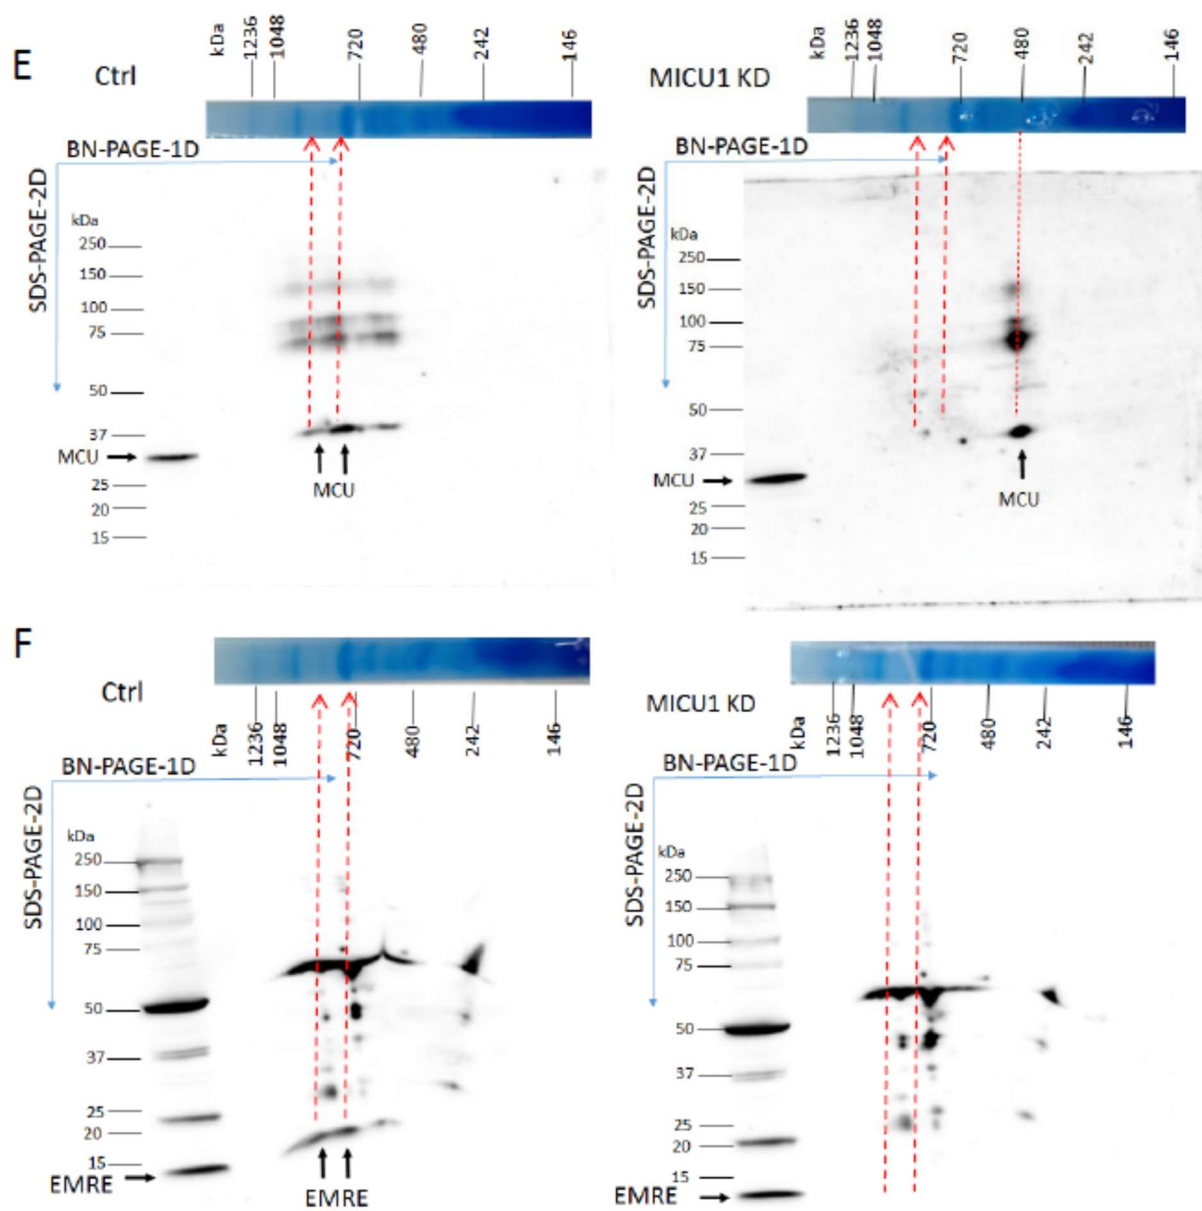 E
Ctrl
kDa
1236
1048
720
480
242
146
BN-PAGE-1D
SDS-PAGE-2D
kDa
250
150
100
75
50
37
MCU
25
20
15
MCU
MICU1 KD
kDa
1236
1048
720
480
242
146
BN-PAGE-1D
SDS-PAGE-2D
kDa
250
150
100
75
50
37
MCU
25
20
15
MCU
F
Ctrl
kDa
1236
1048
720
480
242
146
BN-PAGE-1D
SDS-PAGE-2D
kDa
250
150
100
75
50
37
25
20
15
EMRE
EMRE
MICU1 KD
kDa
1236
1048
720
480
242
146
BN-PAGE-1D
SDS-PAGE-2D
kDa
250
150
100
75
50
37
25
20
15
EMRE